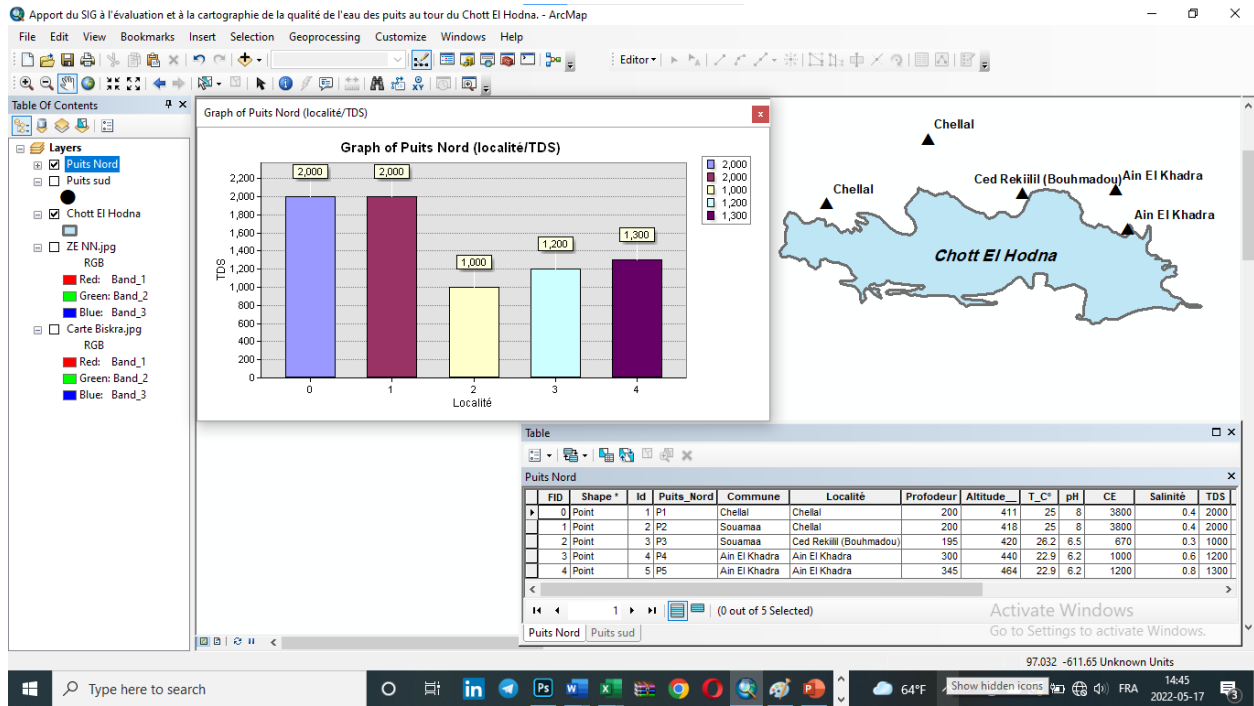 Apport du SIG à l'évaluation et à la cartographie de la qualité de l'eau des puits au tour du Chott El Hodna. - ArcMap
File Edit View Bookmarks Insert Selection Geoprocessing Customize Windows Help
Editor
Table Of Contents
Layers
Puits Nord
Puits sud
Chott El Hodna
ZE NN.jpg
RGB
Red: Band_1
Green: Band_2
Blue: Band_3
Carte Biskra.jpg
RGB
Red: Band_1
Green: Band_2
Blue: Band_3
Graph of Puits Nord (localité/TDS)
Graph of Puits Nord (localité/TDS)
2,200
2,000
1,800
1,600
1,400
1,200
1,000
800
600
400
200
0
TDS
2,000 2,000 1,000 1,200 1,300
0 1 2 3 4
Localité
2,000
2,000
1,000
1,200
1,300
Chellal
Ced Rekiilil (Bouhmadou) Ain El Khadra
Chellal
Ain El Khadra
Chott El Hodna
Table
Puits Nord
FID Shape * Id Puits_Nord Commune Localité Profodeur Altitude__ T_C° pH CE Salinité TDS
0 Point 1 P1 Chellal Chellal 200 411 25 8 3800 0.4 2000
1 Point 2 P2 Souamaa Chellal 200 418 25 8 3800 0.4 2000
2 Point 3 P3 Souamaa Ced Rekiilil (Bouhmadou) 195 420 26.2 6.5 670 0.3 1000
3 Point 4 P4 Ain El Khadra Ain El Khadra 300 440 22.9 6.2 1000 0.6 1200
4 Point 5 P5 Ain El Khadra Ain El Khadra 345 464 22.9 6.2 1200 0.8 1300
1 (0 out of 5 Selected)
Puits Nord Puits sud
Activate Windows
Go to Settings to activate Windows.
97.032 -611.65 Unknown Units
Type here to search
in Ps W X P
64°F
Show hidden icons
FRA
14:45
2022-05-17
3